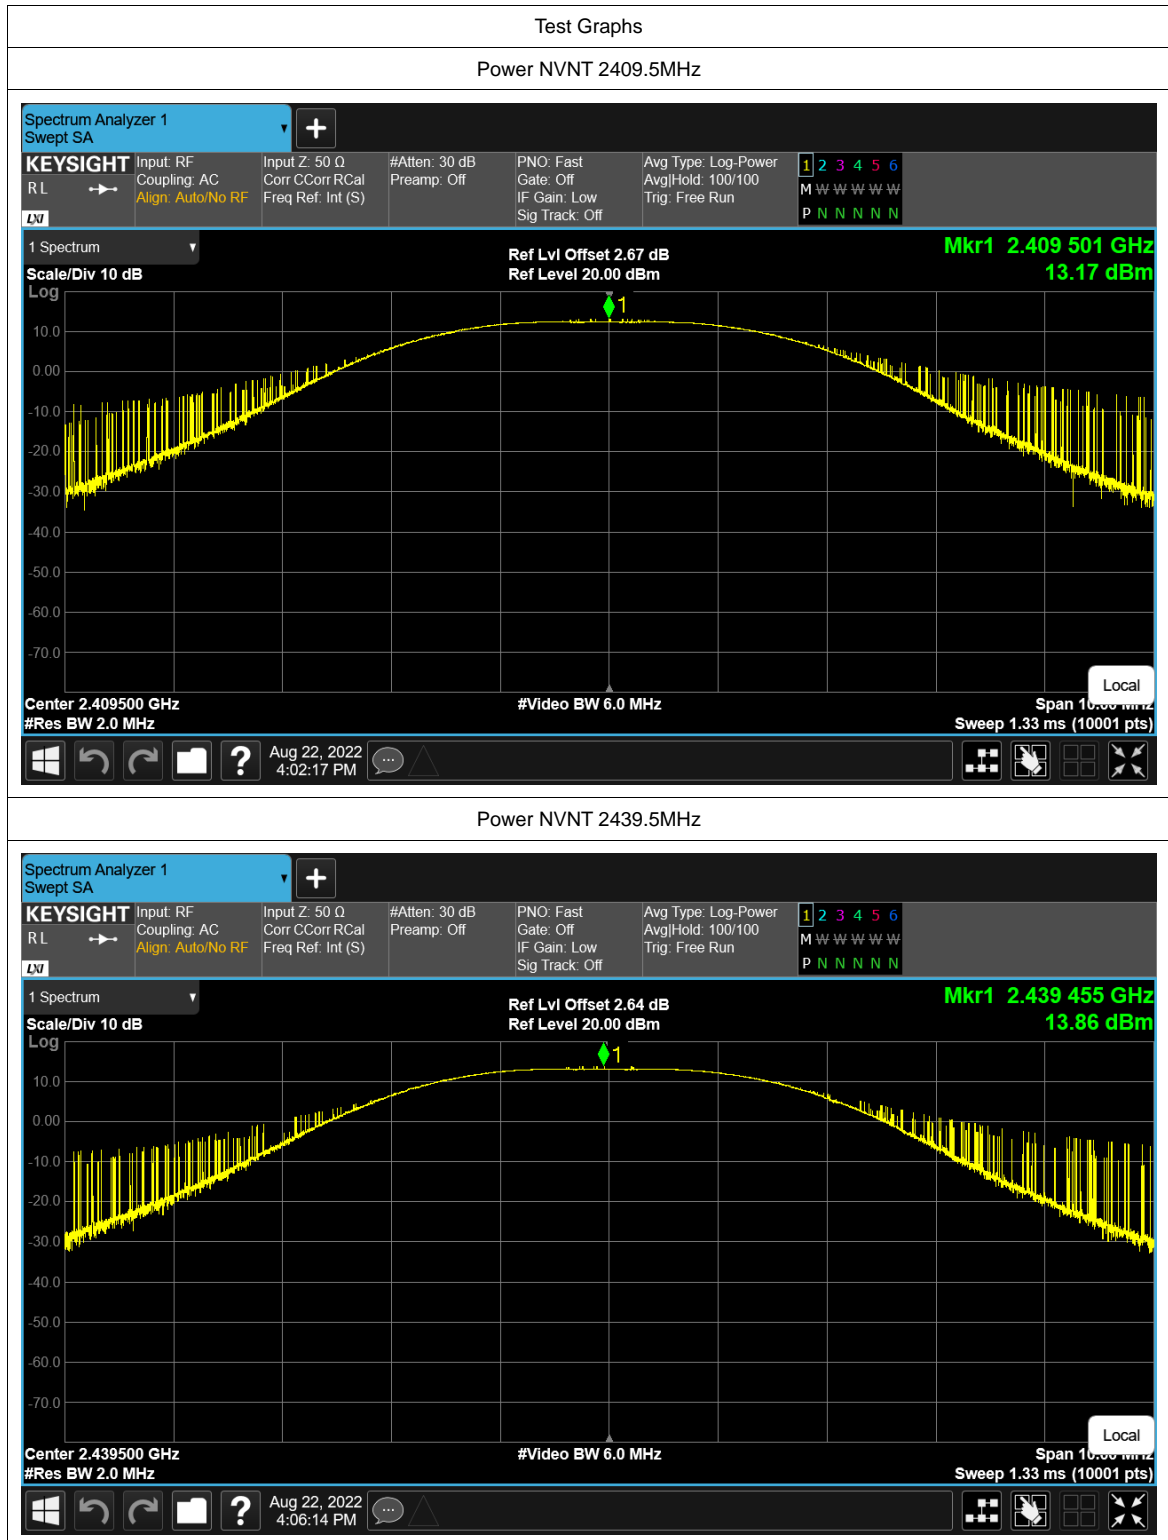 Test Graphs
Power NVNT 2409.5MHz
Spectrum Analyzer 1
Swept SA
KEYSIGHT
R L
LXI
Input: RF
Coupling: AC
Align: Auto/No RF
Input Z: 50 Ω
Corr CCorr RCal
Freq Ref: Int (S)
#Atten: 30 dB
Preamp: Off
PNO: Fast
Gate: Off
IF Gain: Low
Sig Track: Off
Avg Type: Log-Power
Avg|Hold: 100/100
Trig: Free Run
1 2 3 4 5 6
M W W W W W
P N N N N N
1 Spectrum
Scale/Div 10 dB
Log
Ref Lvl Offset 2.67 dB
Ref Level 20.00 dBm
Mkr1 2.409 501 GHz
13.17 dBm
1
10.0
0.00
-10.0
-20.0
-30.0
-40.0
-50.0
-60.0
-70.0
Local
Center 2.409500 GHz
#Video BW 6.0 MHz
Span 10.00 MHz
#Res BW 2.0 MHz
Sweep 1.33 ms (10001 pts)
?
Aug 22, 2022
4:02:17 PM
Power NVNT 2439.5MHz
Spectrum Analyzer 1
Swept SA
KEYSIGHT
R L
LXI
Input: RF
Coupling: AC
Align: Auto/No RF
Input Z: 50 Ω
Corr CCorr RCal
Freq Ref: Int (S)
#Atten: 30 dB
Preamp: Off
PNO: Fast
Gate: Off
IF Gain: Low
Sig Track: Off
Avg Type: Log-Power
Avg|Hold: 100/100
Trig: Free Run
1 2 3 4 5 6
M W W W W W
P N N N N N
1 Spectrum
Scale/Div 10 dB
Log
Ref Lvl Offset 2.64 dB
Ref Level 20.00 dBm
Mkr1 2.439 455 GHz
13.86 dBm
1
10.0
0.00
-10.0
-20.0
-30.0
-40.0
-50.0
-60.0
-70.0
Local
Center 2.439500 GHz
#Video BW 6.0 MHz
Span 10.00 MHz
#Res BW 2.0 MHz
Sweep 1.33 ms (10001 pts)
?
Aug 22, 2022
4:06:14 PM